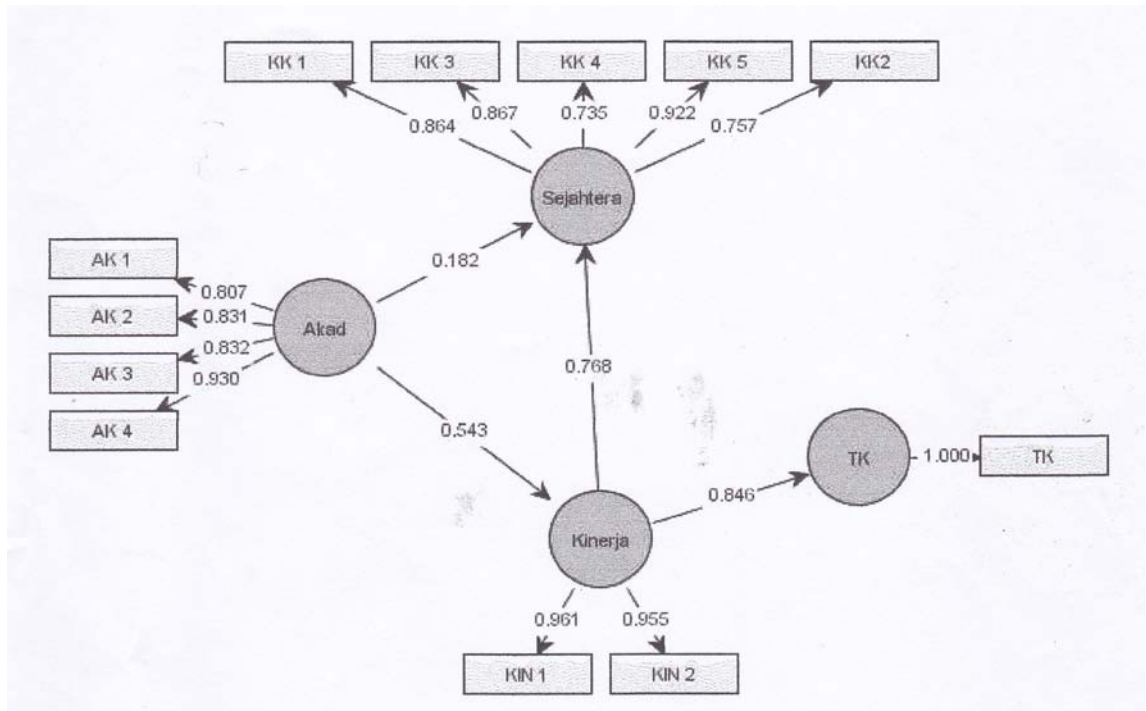 KK 1
KK 3
KK 4
KK 5
KK2
0.864
0.867
0.735
0.922
0.757
Sejahtera
AK 1
AK 2
AK 3
AK 4
0.807
0.831
0.832
0.930
Akad
0.182
0.543
0.768
Kinerja
0.846
TK
1.000
TK
0.961
0.955
KIN 1
KIN 2